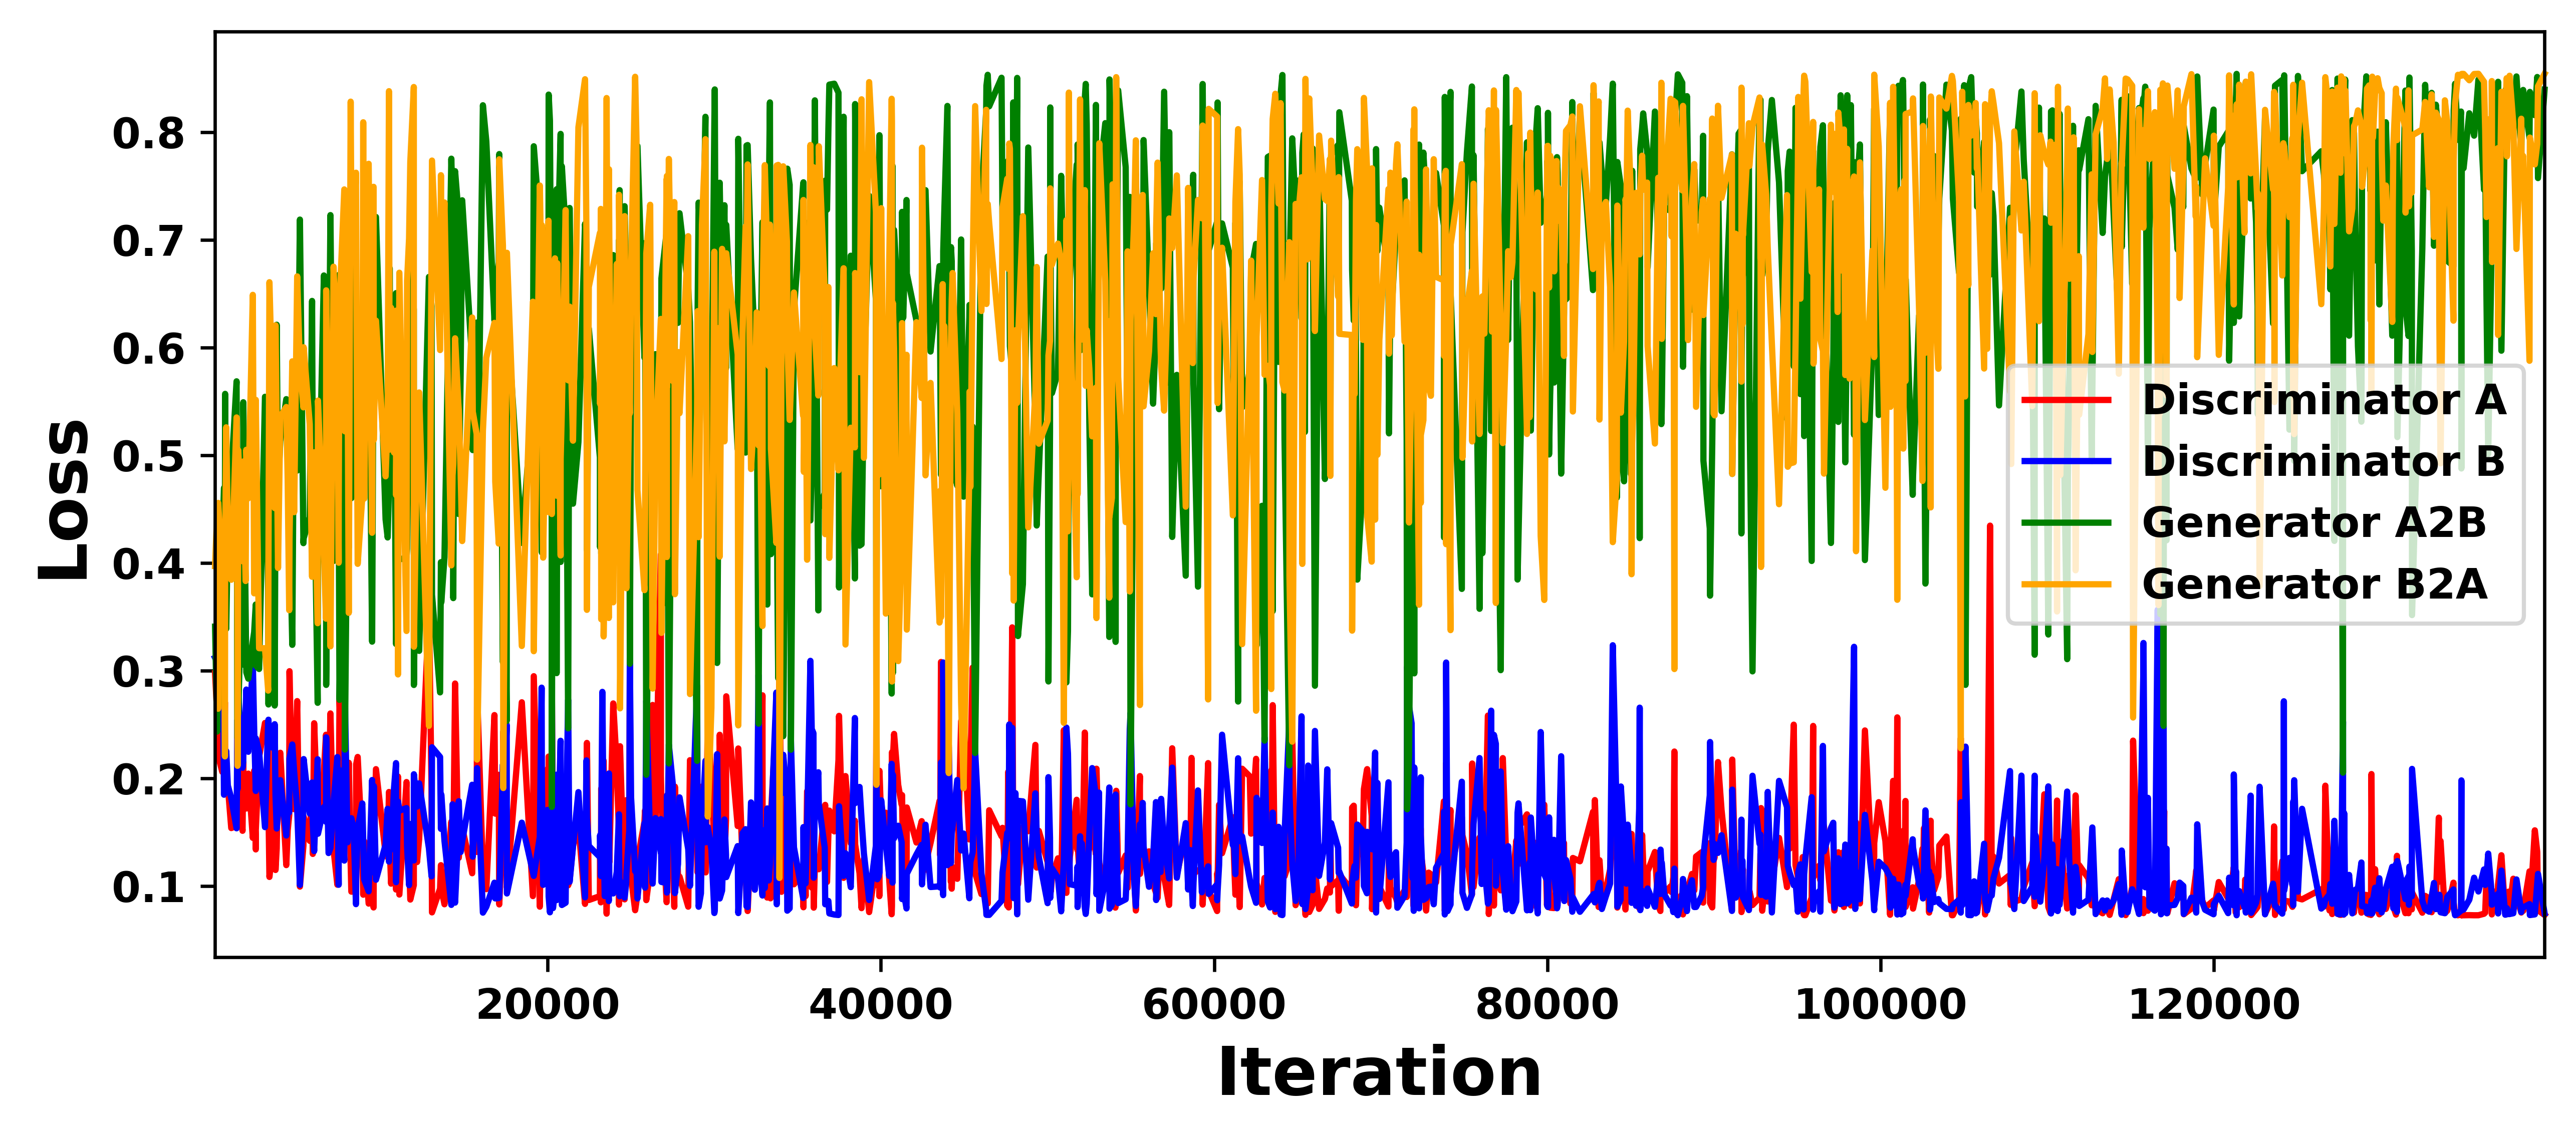 0.8
0.7
0.6
0.5
0.4
0.3
0.2
0.1
Loss
Discriminator A
Discriminator B
Generator A2B
Generator B2A
20000 40000 60000 80000 100000 120000
Iteration